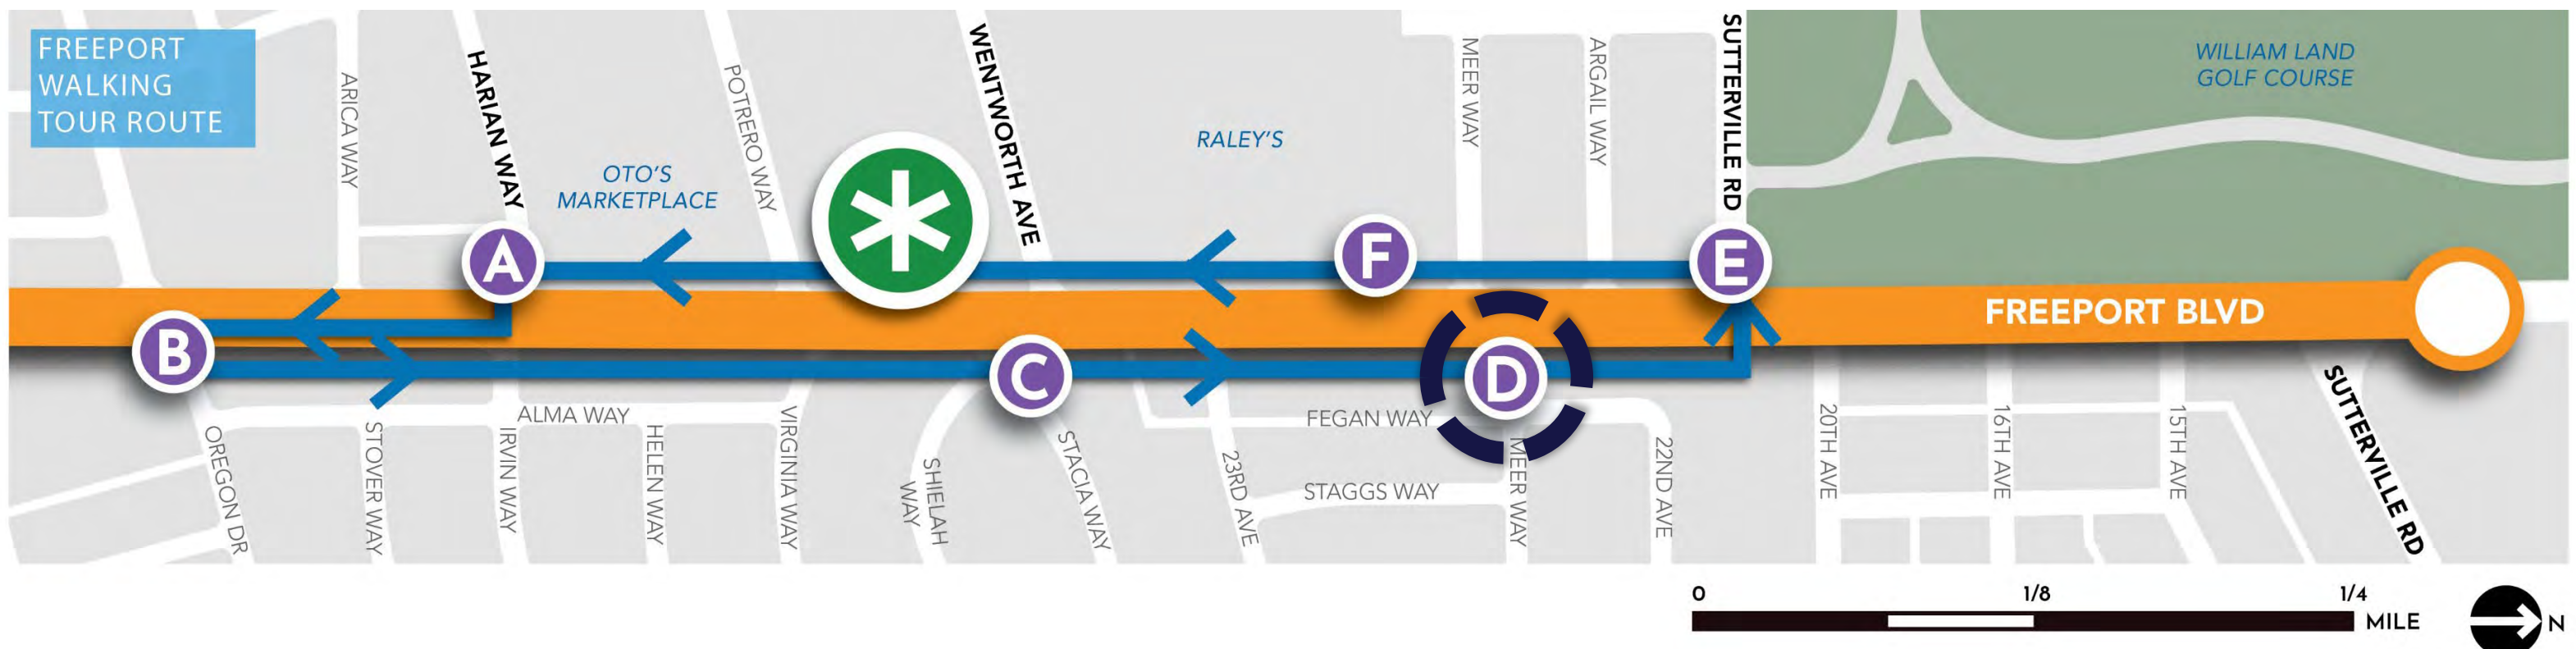 FREEPORT
WALKING
TOUR ROUTE
ARICA WAY
HARIAN WAY
OTO'S
MARKETPLACE
POTRERO WAY
WENTWORTH AVE
RALEY'S
MEER WAY
ARGAIL WAY
SUTTERVILLE RD
WILLIAM LAND
GOLF COURSE
A
F
E
B
C
D
FREEPORT BLVD
OREGON DR
STOVER WAY
ALMA WAY
IRVIN WAY
HELEN WAY
VIRGINIA WAY
SHIELAH
WAY
STACIA WAY
23RD AVE
FEGAN WAY
STAGGS WAY
MEER WAY
22ND AVE
20TH AVE
16TH AVE
15TH AVE
SUTTERVILLE RD
0 1/8 1/4
MILE
N